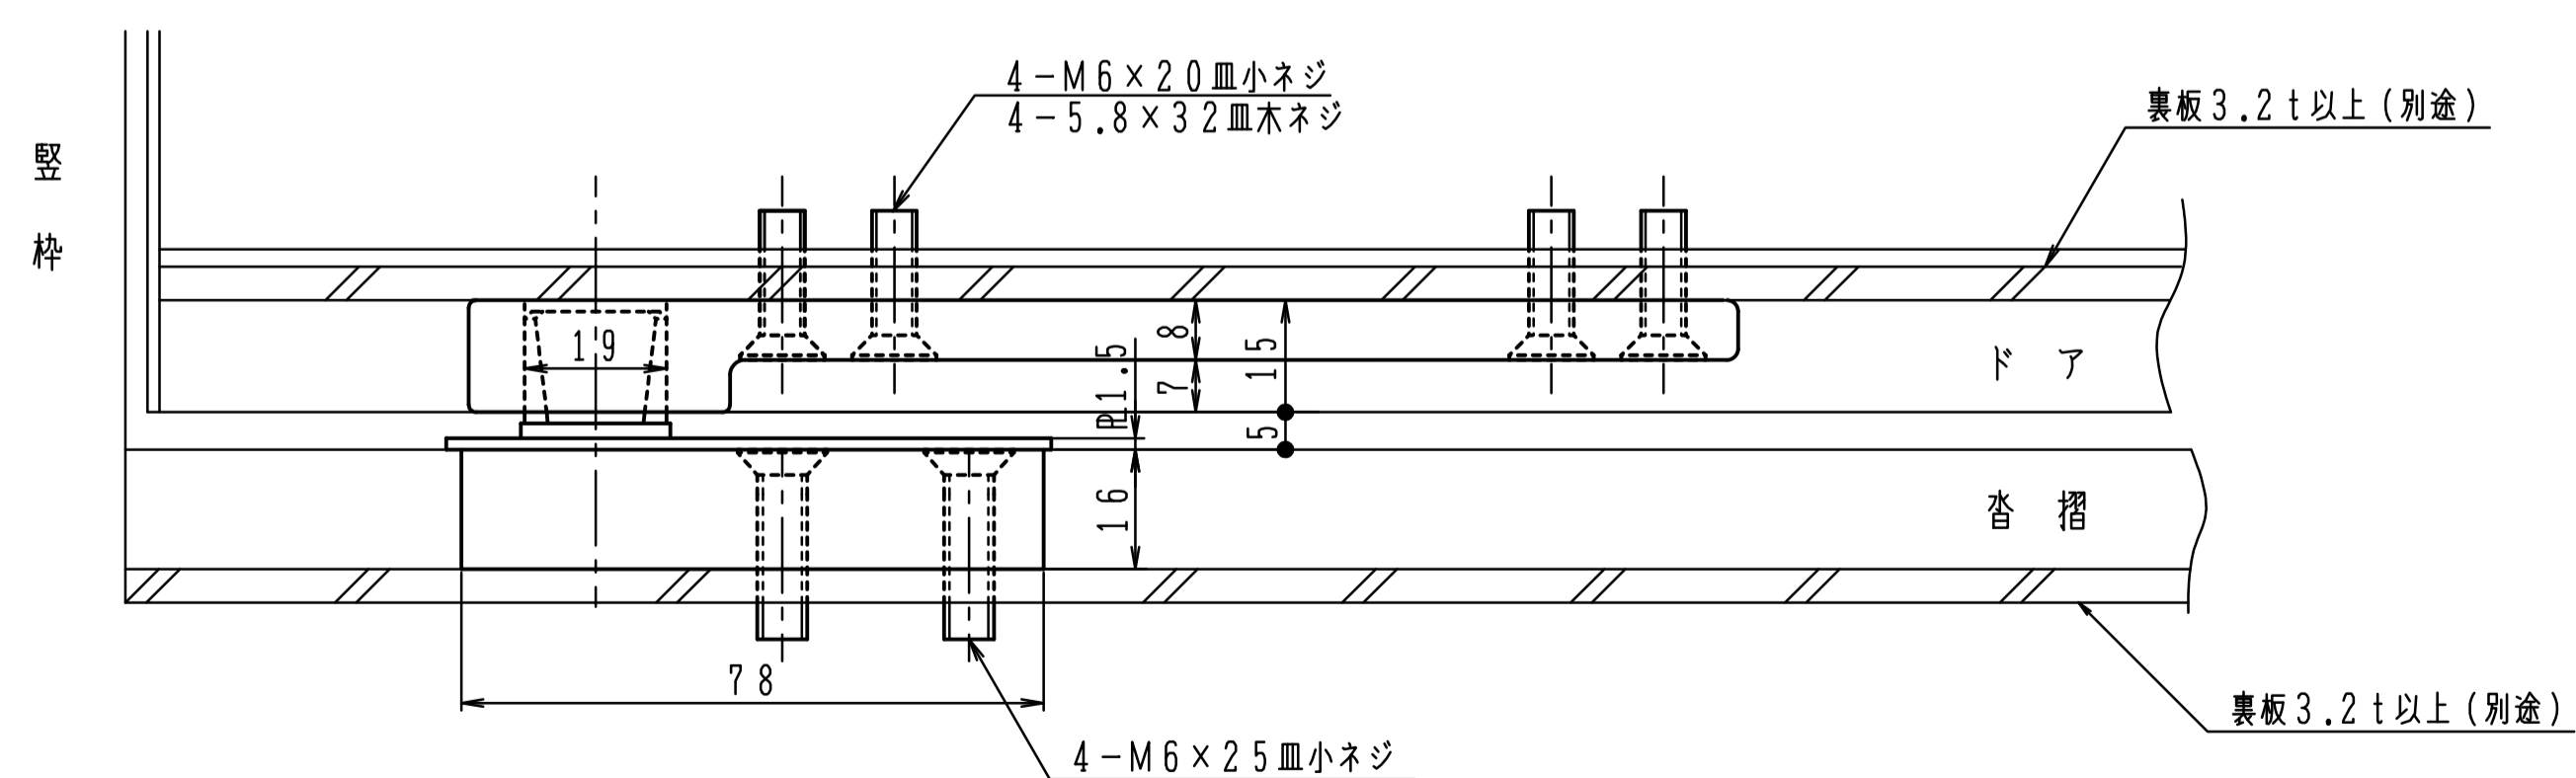 4-M6×20皿小ネジ
4-5.8×32皿木ネジ
裏板3.2t以上(別途)
竪枠
19
8
7
15
PL1.5
5
16
ドア
沓摺
78
裏板3.2t以上(別途)
4-M6×25皿小ネジ